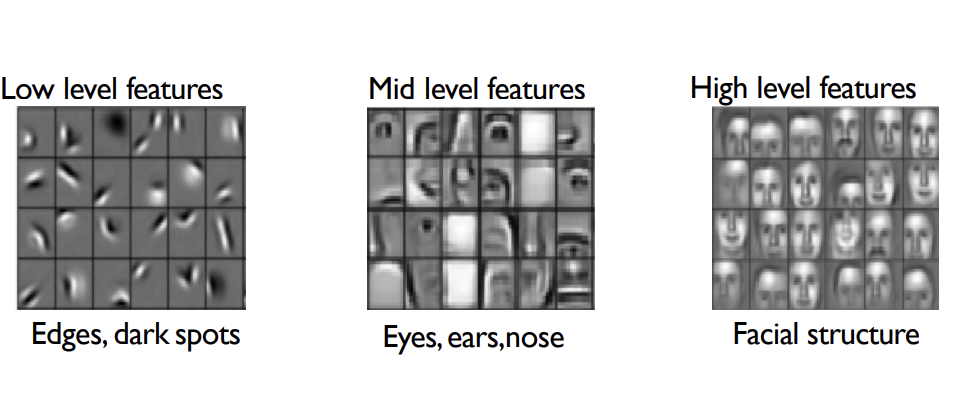 Low level features
Mid level features
High level features
Edges, dark spots
Eyes, ears,nose
Facial structure